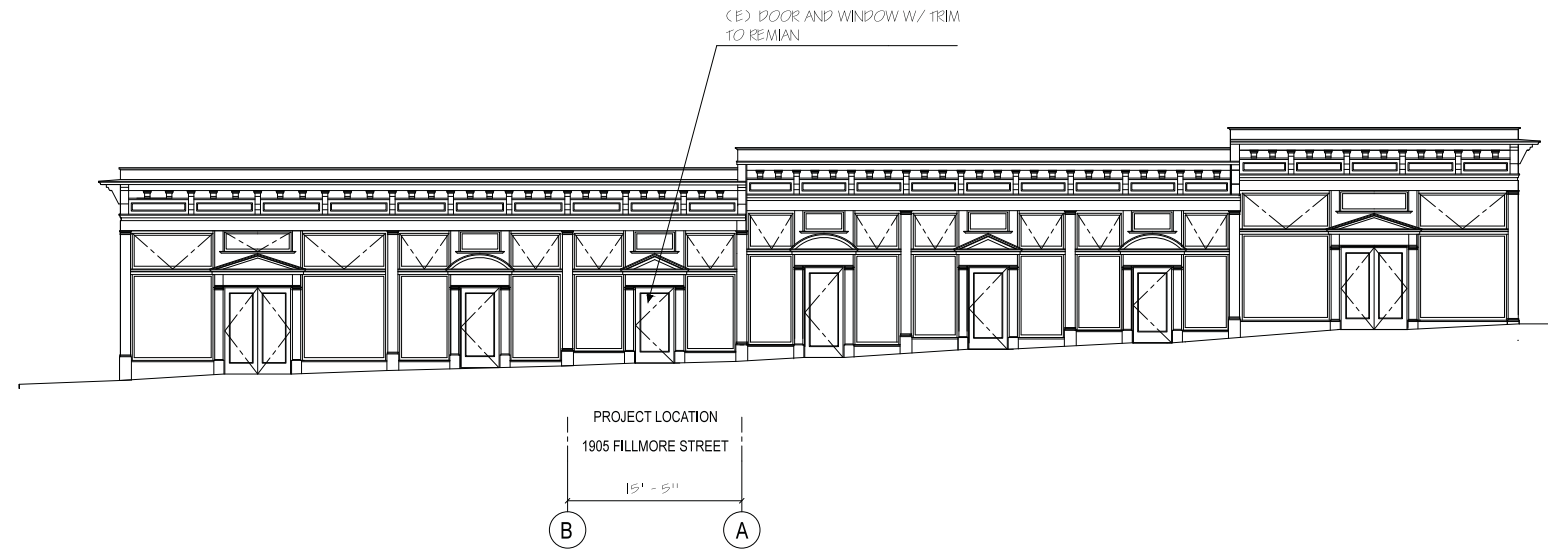 (E) DOOR AND WINDOW W/ TRIM
TO REMIAN
PROJECT LOCATION
1905 FILLMORE STREET
15' - 5"
B
A